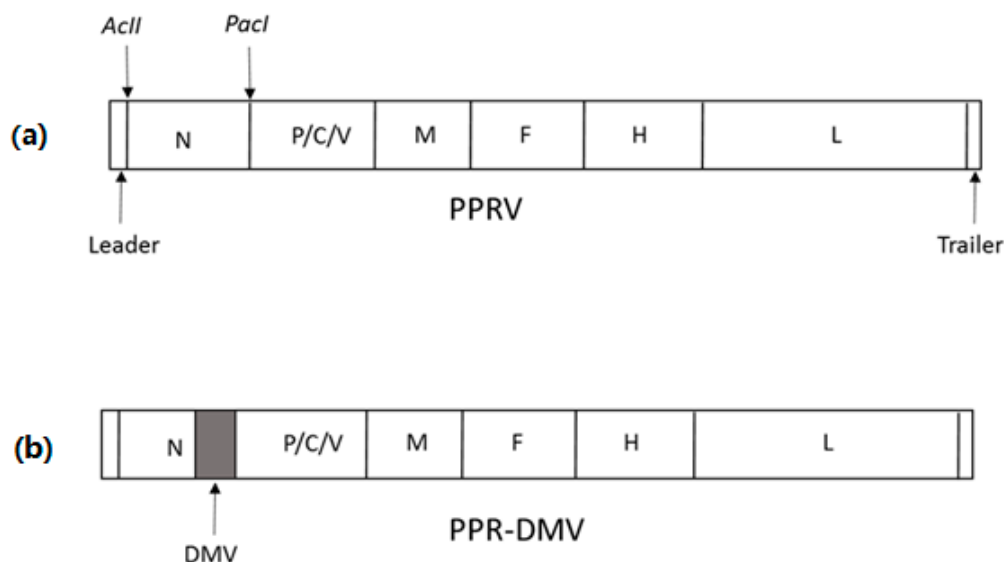 AclI PacI
(a) N P/C/V M F H L
PPRV
Leader Trailer
(b) N P/C/V M F H L
PPR-DMV
DMV